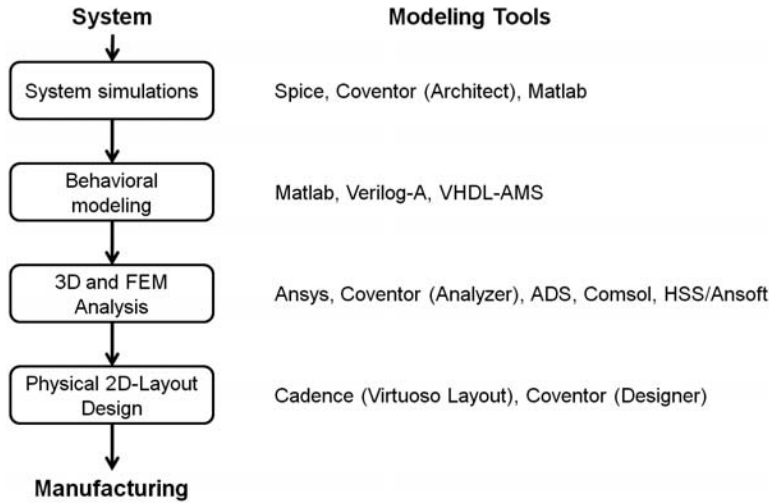 System
Modeling Tools
System simulations
Spice, Coventor (Architect), Matlab
Behavioral
modeling
Matlab, Verilog-A, VHDL-AMS
3D and FEM
Analysis
Ansys, Coventor (Analyzer), ADS, Comsol, HSS/Ansoft
Physical 2D-Layout
Design
Cadence (Virtuoso Layout), Coventor (Designer)
Manufacturing